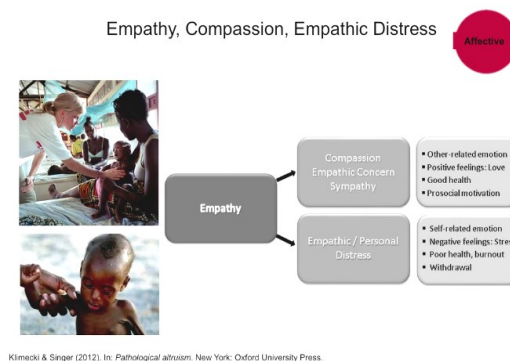 Empathy, Compassion, Empathic Distress
Affective
Empathy
Compassion
Empathic Concern
Sympathy
▪ Other-related emotion
▪ Positive feelings: Love
▪ Good health
▪ Prosocial motivation
Empathic / Personal
Distress
▪ Self-related emotion
▪ Negative feelings: Stres
▪ Poor health, burnout
▪ Withdrawal
Klimecki & Singer (2012). In: Pathological altruism. New York: Oxford University Press.